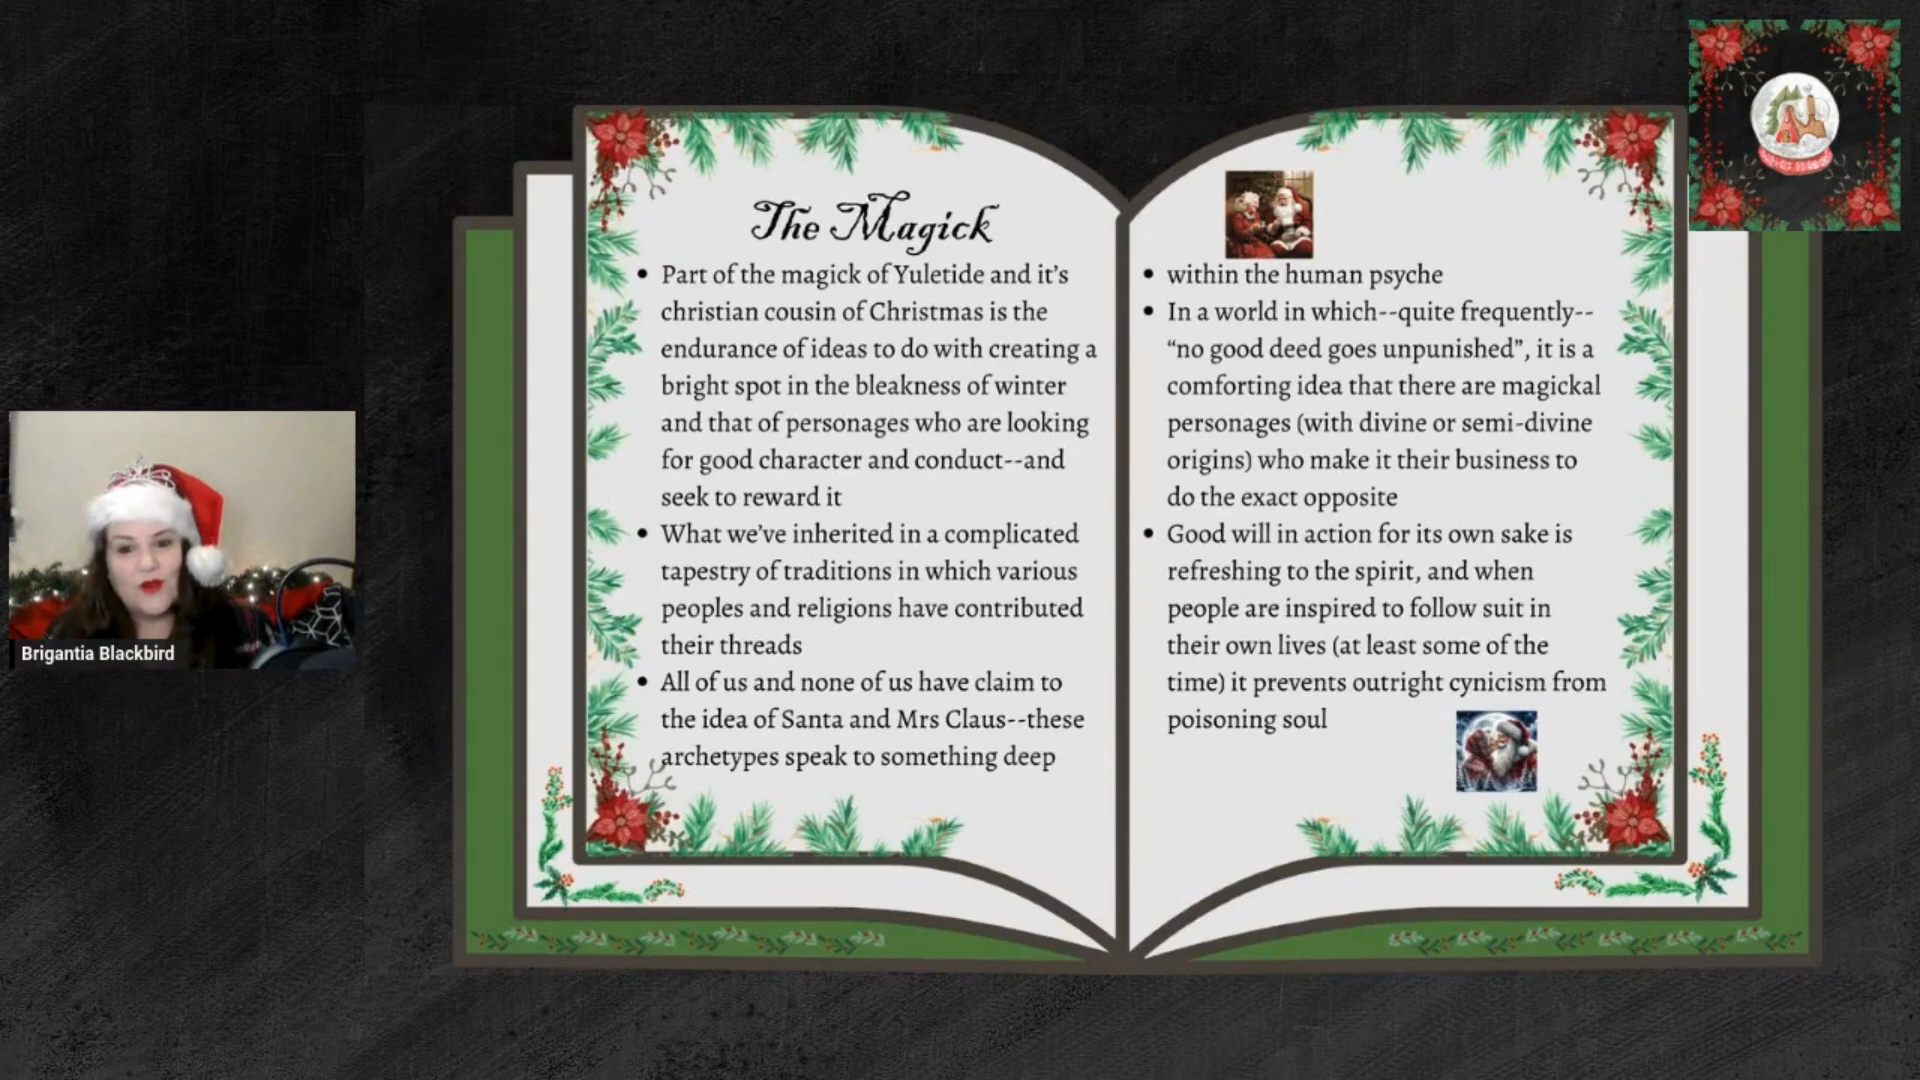 The Magick
• Part of the magick of Yuletide and it's
christian cousin of Christmas is the
endurance of ideas to do with creating a
bright spot in the bleakness of winter
and that of personages who are looking
for good character and conduct--and
seek to reward it
• What we've inherited in a complicated
tapestry of traditions in which various
peoples and religions have contributed
their threads
• All of us and none of us have claim to
the idea of Santa and Mrs Claus--these
archetypes speak to something deep
• within the human psyche
• In a world in which--quite frequently--
“no good deed goes unpunished”, it is a
comforting idea that there are magickal
personages (with divine or semi-divine
origins) who make it their business to
do the exact opposite
• Good will in action for its own sake is
refreshing to the spirit, and when
people are inspired to follow suit in
their own lives (at least some of the
time) it prevents outright cynicism from
poisoning soul
Brigantia Blackbird